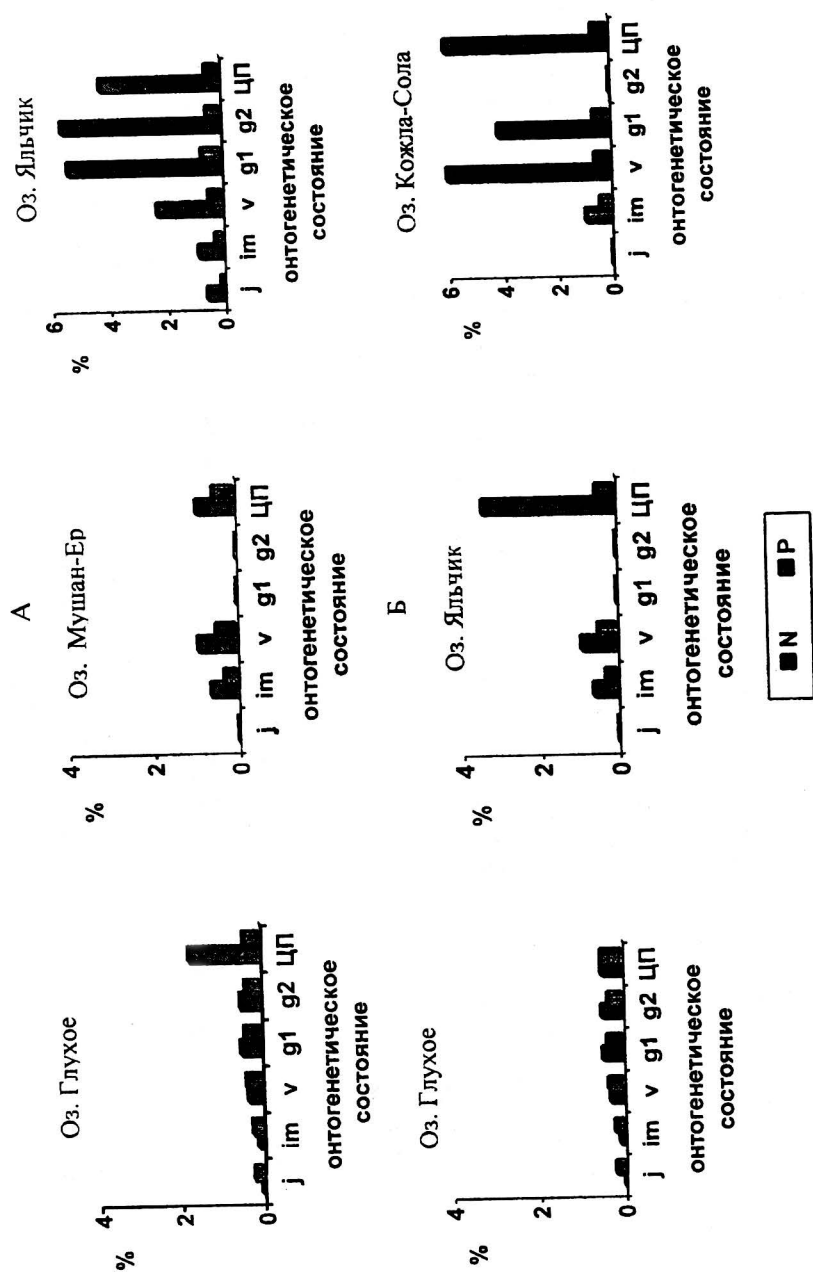 А
Оз. Глухое
%
4
2
0
j im v g1 g2 ЦП
онтогенетическое
состояние
Оз. Мушан-Ер
%
4
2
0
j im v g1 g2 ЦП
онтогенетическое
состояние
Оз. Яльчик
%
6
4
2
0
j im v g1 g2 ЦП
онтогенетическое
состояние
Б
Оз. Глухое
%
4
2
0
j im v g1 g2 ЦП
онтогенетическое
состояние
Оз. Яльчик
%
4
2
0
j im v g1 g2 ЦП
онтогенетическое
состояние
Оз. Кожла-Сола
%
6
4
2
0
j im v g1 g2 ЦП
онтогенетическое
состояние
N P